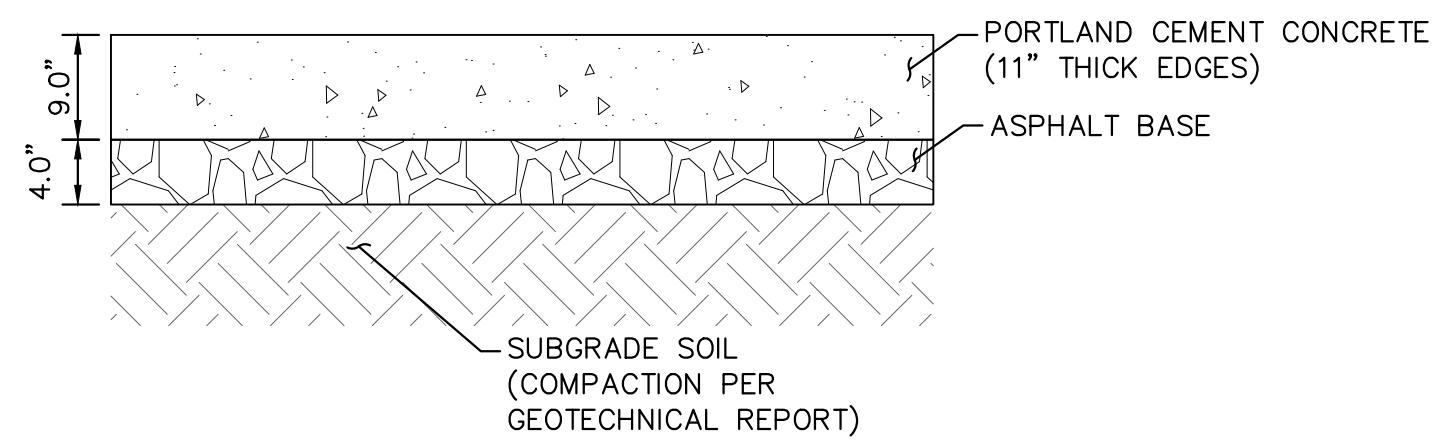 PORTLAND CEMENT CONCRETE
(11" THICK EDGES)
9.0"
ASPHALT BASE
4.0"
SUBGRADE SOIL
(COMPACTION PER
GEOTECHNICAL REPORT)